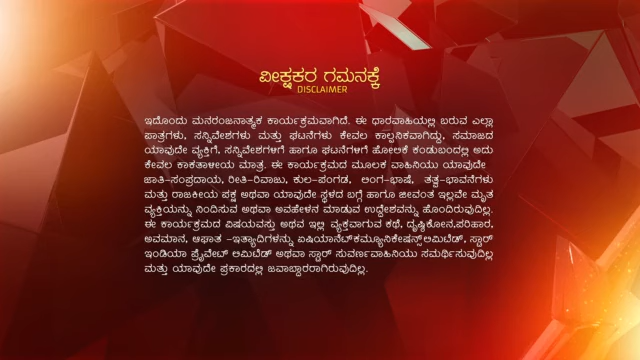 ವೀಕ್ಷಕರ ಗಮನಕ್ಕೆ
DISCLAIMER
ಇದೊಂದು ಮನರಂಜನಾತ್ಮಕ ಕಾರ್ಯಕ್ರಮವಾಗಿದೆ. ಈ ಧಾರವಾಹಿಯಲ್ಲಿ ಬರುವ ಎಲ್ಲಾ
ಪಾತ್ರಗಳು, ಸನ್ನಿವೇಶಗಳು ಮತ್ತು ಘಟನೆಗಳು ಕೇವಲ ಕಾಲ್ಪನಿಕವಾಗಿದ್ದು, ಸಮಾಜದ
ಯಾವುದೇ ವ್ಯಕ್ತಿಗೆ, ಸನ್ನಿವೇಶಗಳಿಗೆ ಹಾಗೂ ಘಟನೆಗಳಿಗೆ ಹೋಲಿಕೆ ಕಂಡುಬಂದಲ್ಲಿ ಅದು
ಕೇವಲ ಕಾಕತಾಳೀಯ ಮಾತ್ರ. ಈ ಕಾರ್ಯಕ್ರಮದ ಮೂಲಕ ವಾಹಿನಿಯು ಯಾವುದೇ
ಜಾತಿ-ಸಂಪ್ರದಾಯ, ರೀತಿ-ರಿವಾಜು, ಕುಲ-ಪಂಗಡ, ಲಿಂಗ-ಭಾಷೆ, ತತ್ವ-ಭಾವನೆಗಳು
ಮತ್ತು ರಾಜಕೀಯ ಪಕ್ಷ ಅಥವಾ ಯಾವುದೇ ಸ್ಥಳದ ಬಗ್ಗೆ ಹಾಗೂ ಜೀವಂತ ಇಲ್ಲವೇ ಮೃತ
ವ್ಯಕ್ತಿಯನ್ನು ನಿಂದಿಸುವ ಅಥವಾ ಅವಹೇಳನ ಮಾಡುವ ಉದ್ದೇಶವನ್ನು ಹೊಂದಿರುವುದಿಲ್ಲ.
ಈ ಕಾರ್ಯಕ್ರಮದ ವಿಷಯವಸ್ತು ಅಥವ ಇಲ್ಲಿ ವ್ಯಕ್ತವಾಗುವ ಕಥೆ, ದೃಷ್ಠಿಕೋನ,ಪರಿಹಾರ,
ಅವಮಾನ, ಆಘಾತ -ಇತ್ಯಾದಿಗಳನ್ನು ಏಷಿಯಾನೆಟ್‌ಕಮ್ಯೂನಿಕೇಷನ್ಸ್ ಲಿಮಿಟೆಡ್, ಸ್ಟಾರ್
ಇಂಡಿಯಾ ಪ್ರೈವೇಟ್ ಲಿಮಿಟೆಡ್ ಅಥವಾ ಸ್ಟಾರ್ ಸುವರ್ಣವಾಹಿನಿಯು ಸಮರ್ಥಿಸುವುದಿಲ್ಲ
ಮತ್ತು ಯಾವುದೇ ಪ್ರಕಾರದಲ್ಲಿ ಜವಾಬ್ದಾರರಾಗಿರುವುದಿಲ್ಲ.